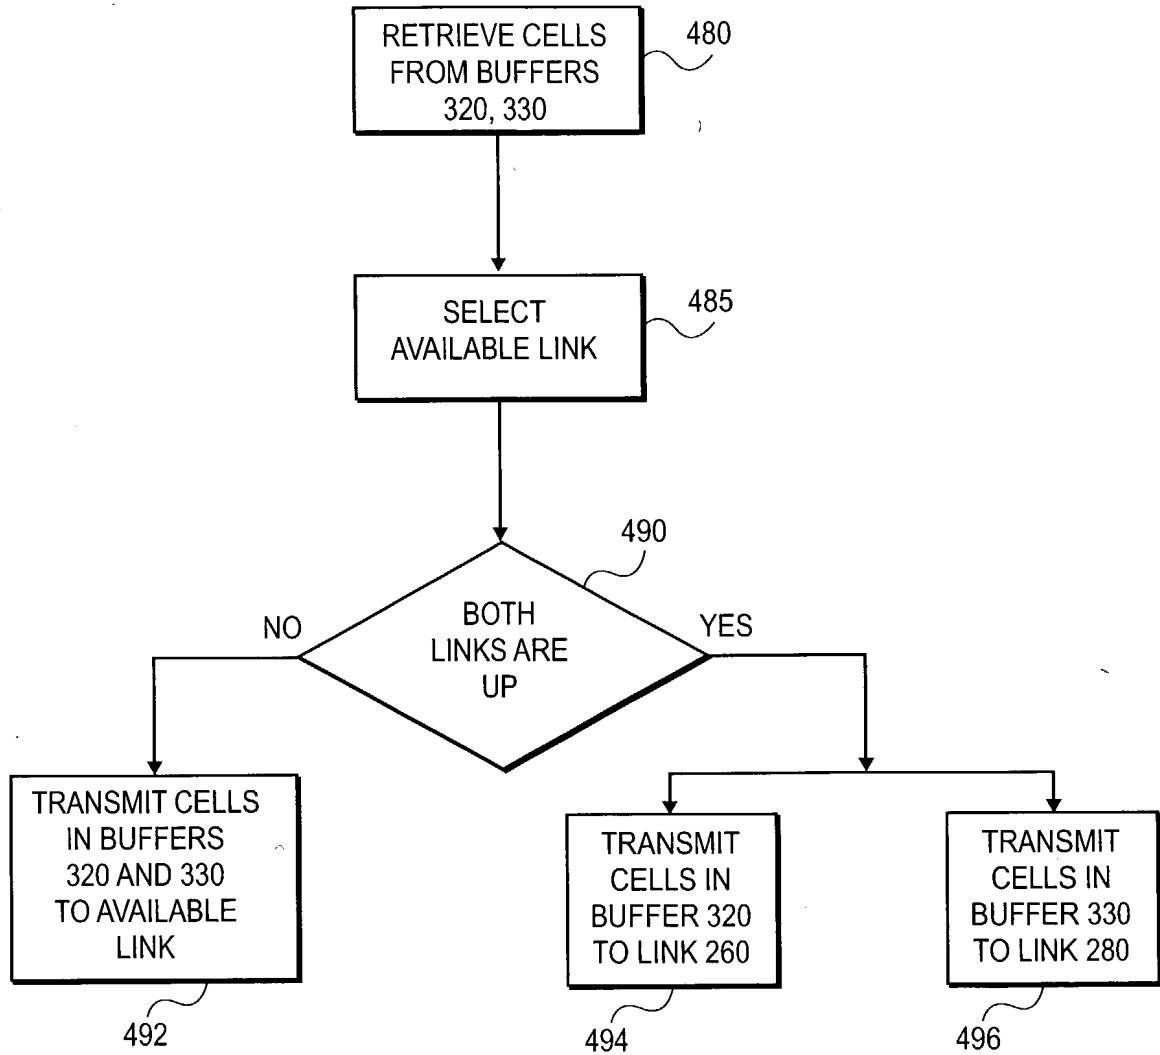 RETRIEVE CELLS
FROM BUFFERS
320, 330
480
SELECT
AVAILABLE LINK
485
490
BOTH
LINKS ARE
UP
NO
YES
TRANSMIT CELLS
IN BUFFERS
320 AND 330
TO AVAILABLE
LINK
492
TRANSMIT
CELLS IN
BUFFER 320
TO LINK 260
494
TRANSMIT
CELLS IN
BUFFER 330
TO LINK 280
496